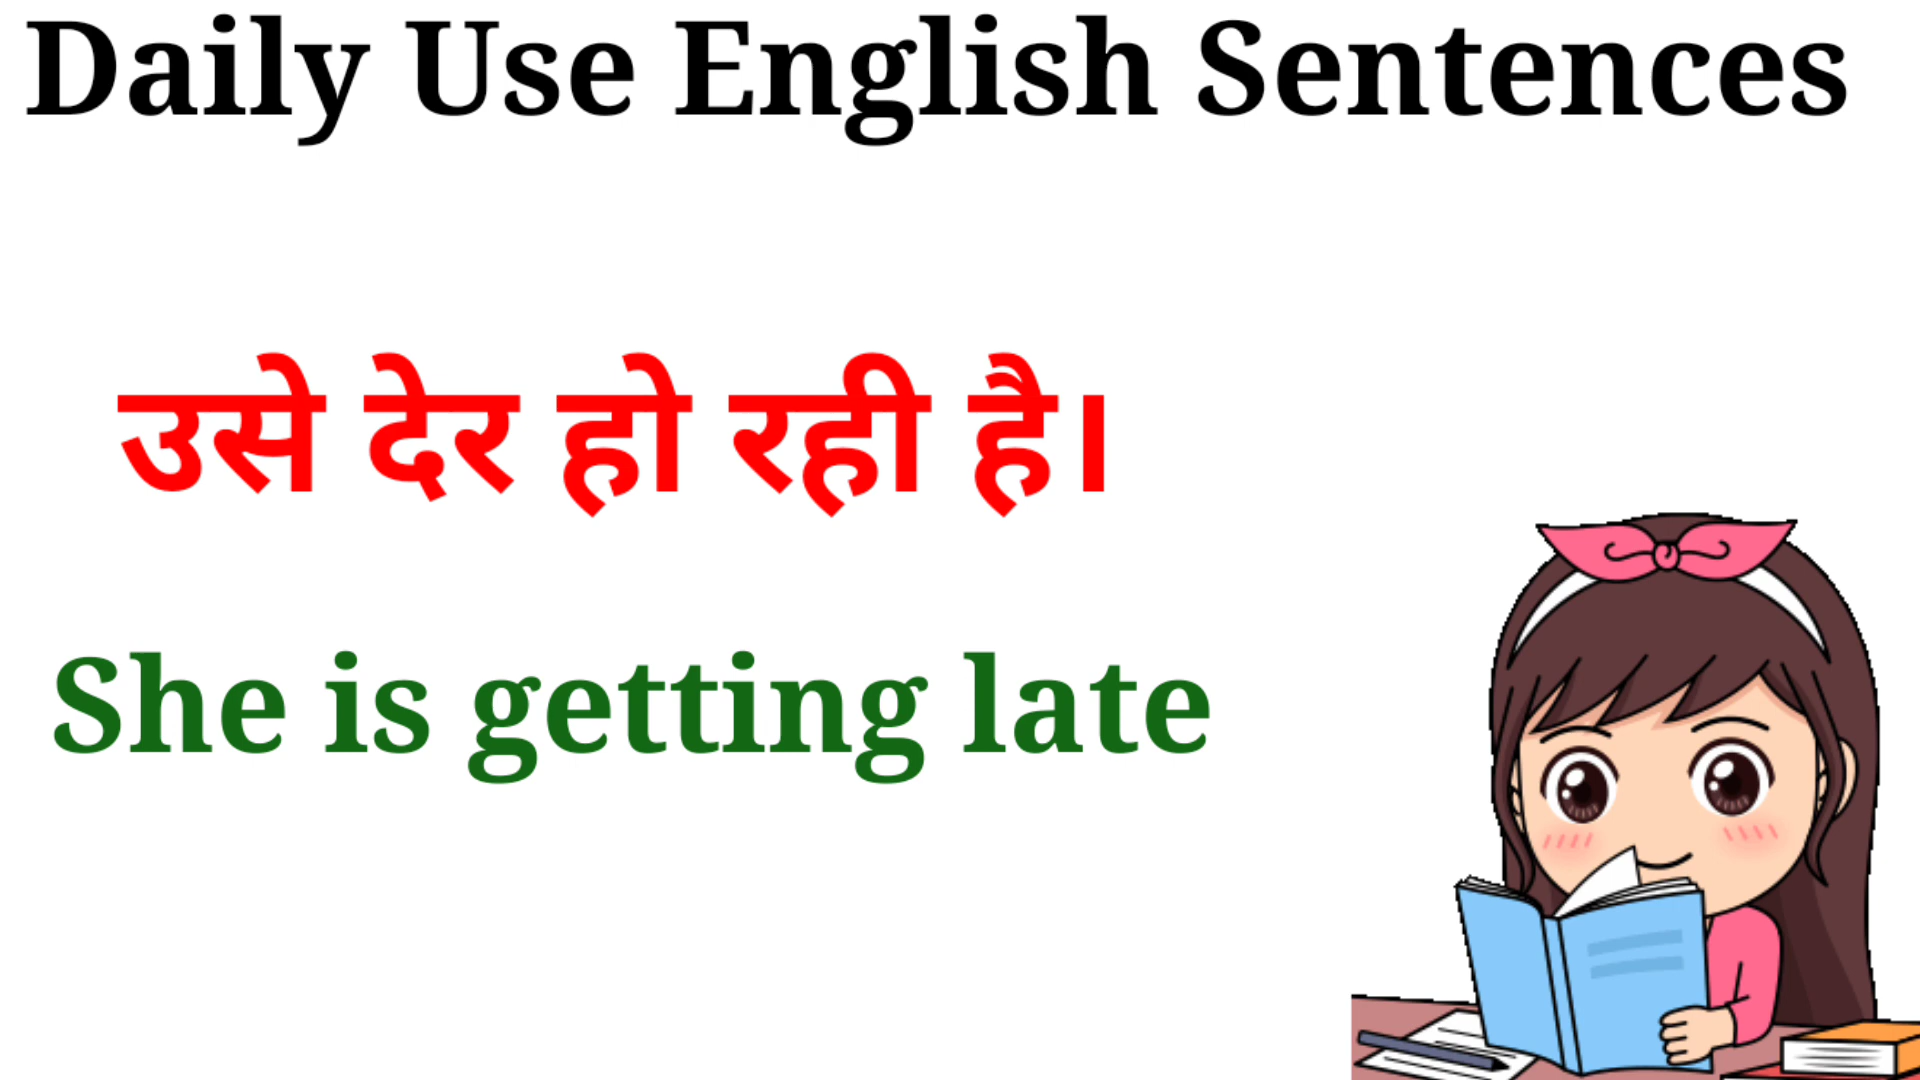 Daily Use English Sentences
उसे देर हो रही है।
She is getting late